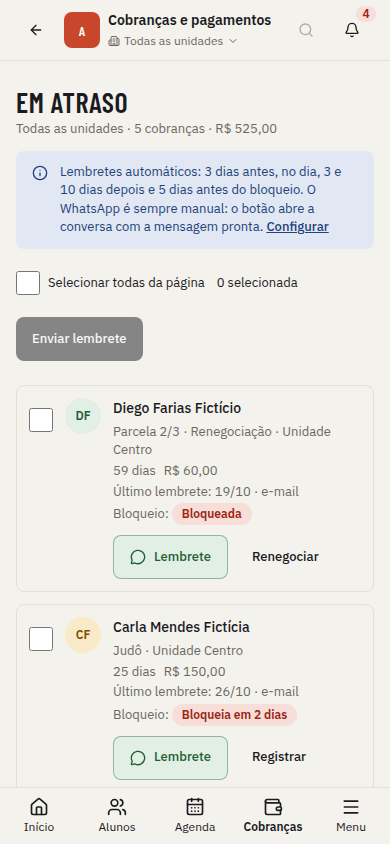 A
Cobranças e pagamentos
Todas as unidades
4
EM ATRASO
Todas as unidades · 5 cobranças · R$ 525,00
Lembretes automáticos: 3 dias antes, no dia, 3 e
10 dias depois e 5 dias antes do bloqueio. O
WhatsApp é sempre manual: o botão abre a
conversa com a mensagem pronta. Configurar
Selecionar todas da página 0 selecionada
Enviar lembrete
DF
Diego Farias Fictício
Parcela 2/3 · Renegociação · Unidade
Centro
59 dias R$ 60,00
Último lembrete: 19/10 · e-mail
Bloqueio: Bloqueada
Lembrete Renegociar
CF
Carla Mendes Fictícia
Judô · Unidade Centro
25 dias R$ 150,00
Último lembrete: 26/10 · e-mail
Bloqueio: Bloqueia em 2 dias
Lembrete Registrar
Início Alunos Agenda Cobranças Menu